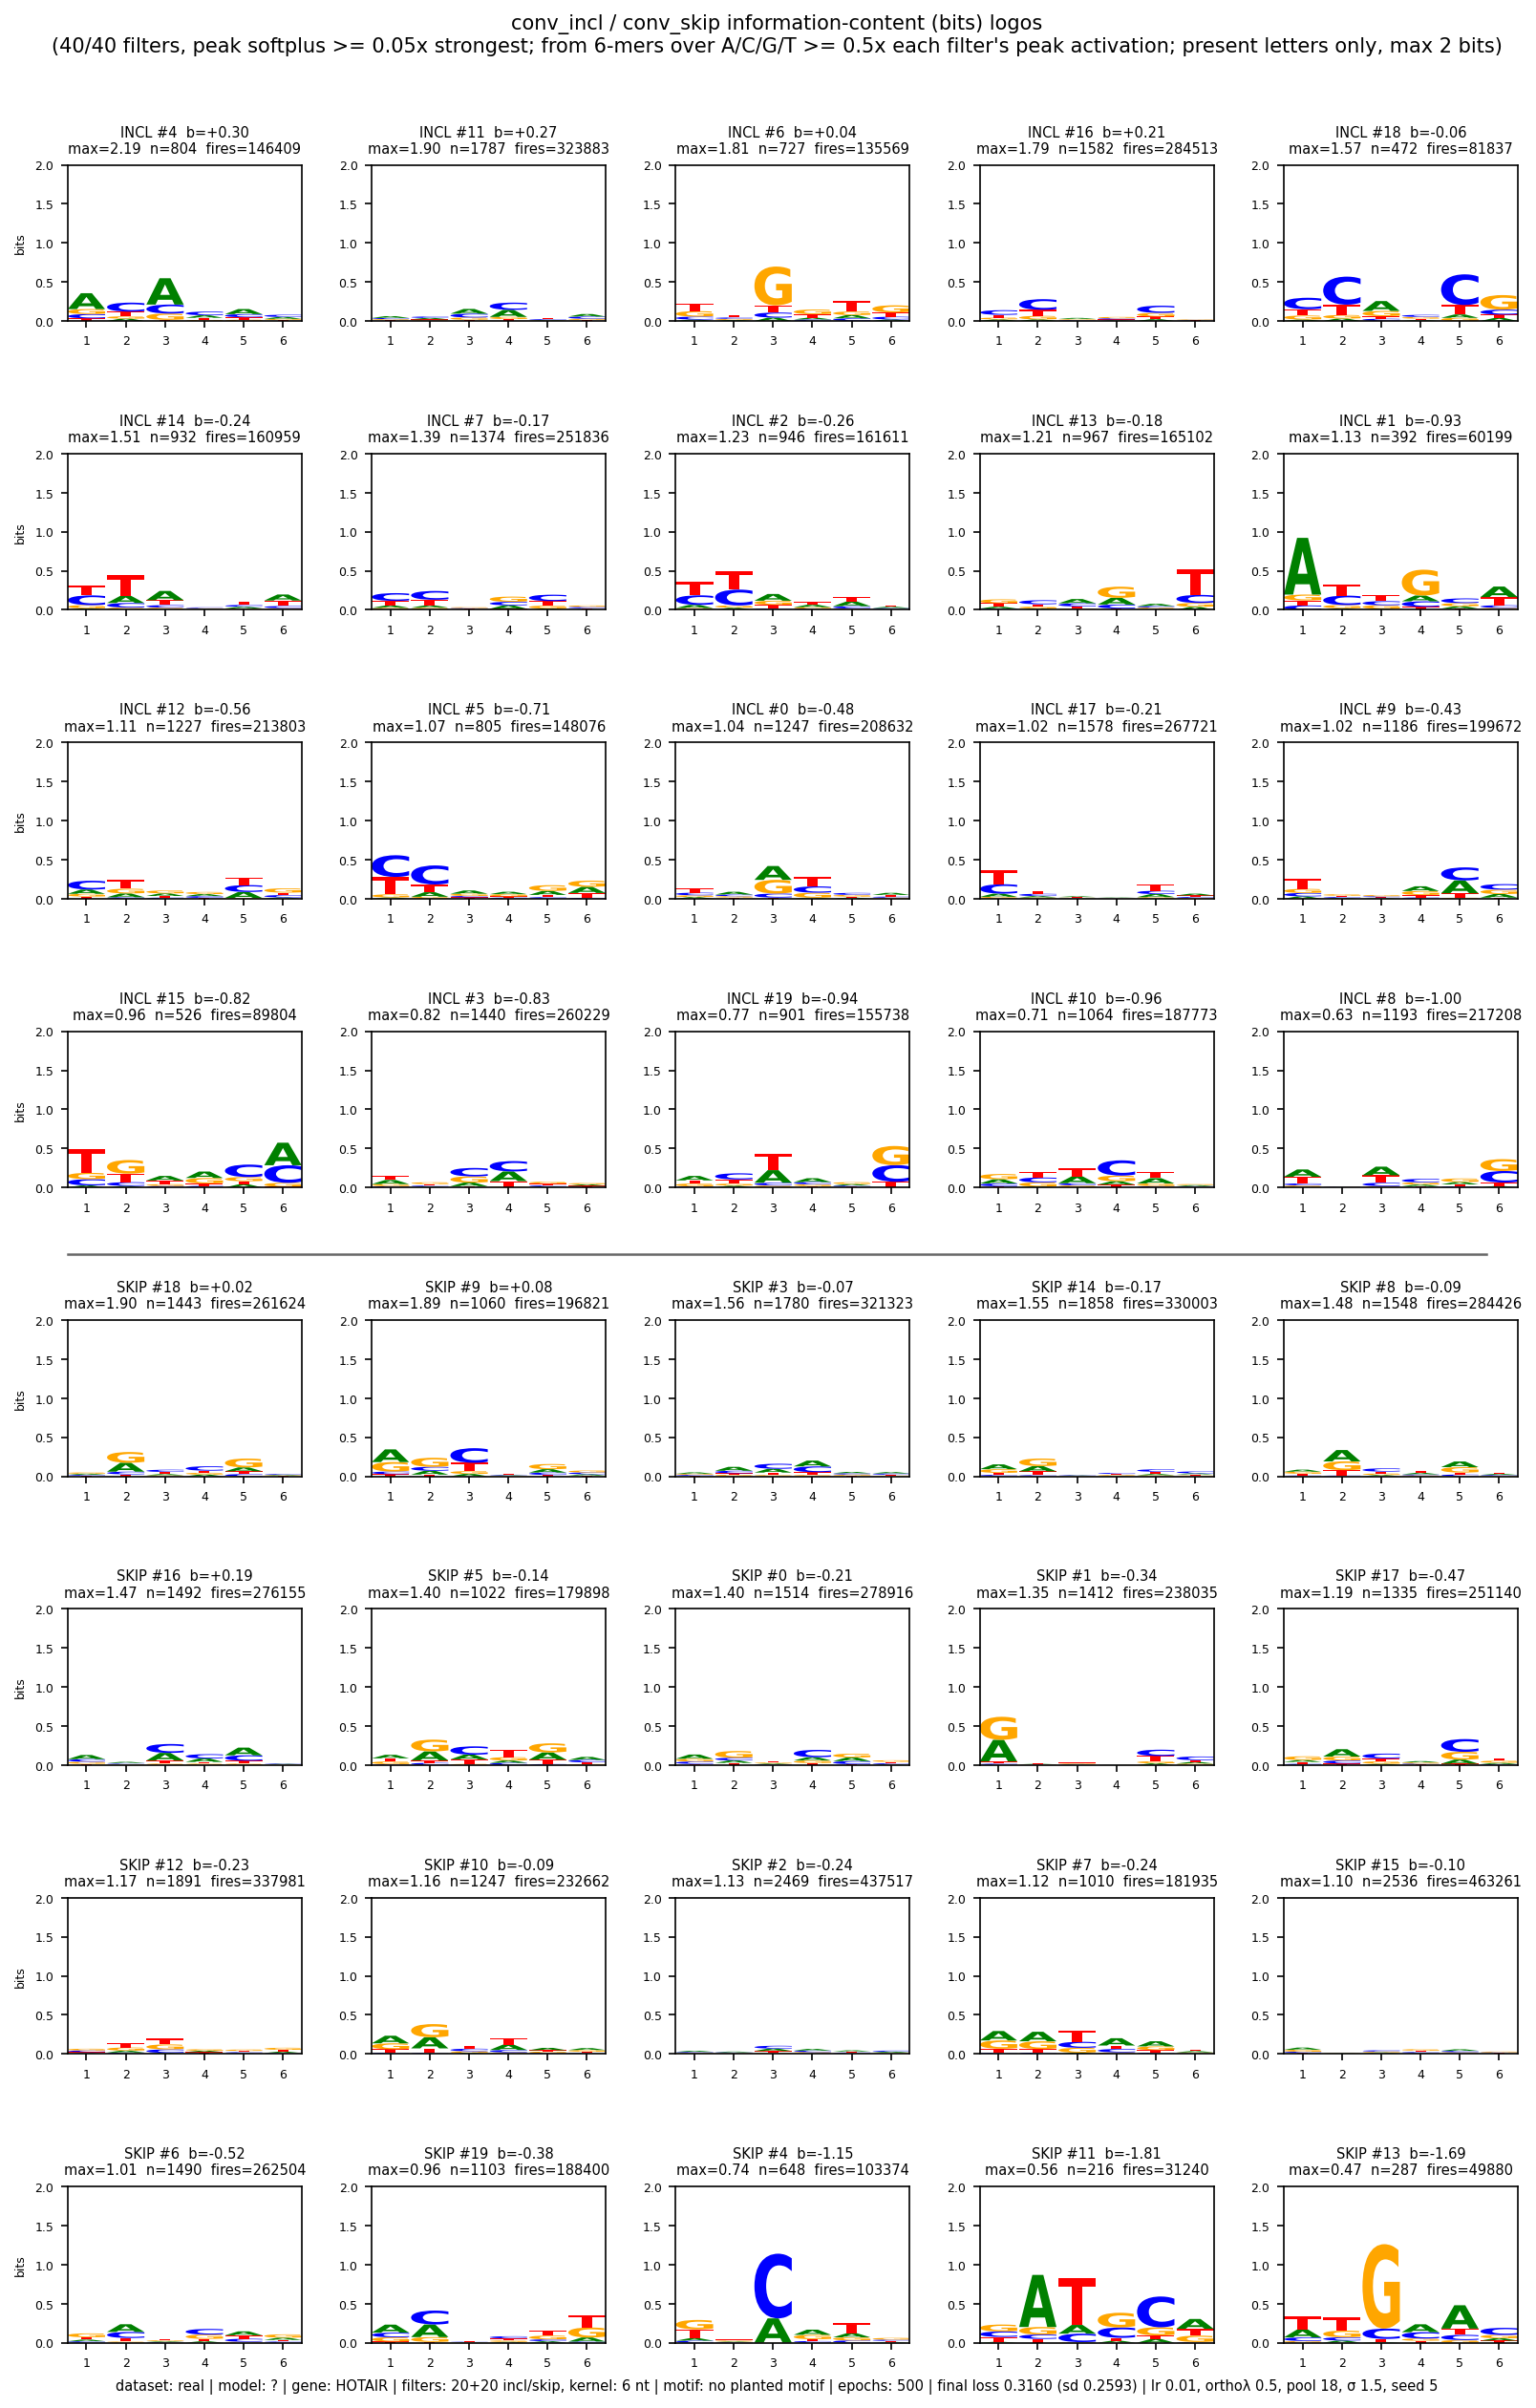 conv_incl / conv_skip information-content (bits) logos
(40/40 filters, peak softplus >= 0.05x strongest; from 6-mers over A/C/G/T >= 0.5x each filter's peak activation; present letters only, max 2 bits)
INCL #4 b=+0.30 INCL #11 b=+0.27 INCL #6 b=+0.04 INCL #16 b=+0.21 INCL #18 b=-0.06
max=2.19 n=804 fires=146409 max=1.90 n=1787 fires=323883 max=1.81 n=727 fires=135569 max=1.79 n=1582 fires=284513 max=1.57 n=472 fires=81837
INCL #14 b=-0.24 INCL #7 b=-0.17 INCL #2 b=-0.26 INCL #13 b=-0.18 INCL #1 b=-0.93
max=1.51 n=932 fires=160959 max=1.39 n=1374 fires=251836 max=1.23 n=946 fires=161611 max=1.21 n=967 fires=165102 max=1.13 n=392 fires=60199
INCL #12 b=-0.56 INCL #5 b=-0.71 INCL #0 b=-0.48 INCL #17 b=-0.21 INCL #9 b=-0.43
max=1.11 n=1227 fires=213803 max=1.07 n=805 fires=148076 max=1.04 n=1247 fires=208632 max=1.02 n=1578 fires=267721 max=1.02 n=1186 fires=199672
INCL #15 b=-0.82 INCL #3 b=-0.83 INCL #19 b=-0.94 INCL #10 b=-0.96 INCL #8 b=-1.00
max=0.96 n=526 fires=89804 max=0.82 n=1440 fires=260229 max=0.77 n=901 fires=155738 max=0.71 n=1064 fires=187773 max=0.63 n=1193 fires=217208
SKIP #18 b=+0.02 SKIP #9 b=+0.08 SKIP #3 b=-0.07 SKIP #14 b=-0.17 SKIP #8 b=-0.09
max=1.90 n=1443 fires=261624 max=1.89 n=1060 fires=196821 max=1.56 n=1780 fires=321323 max=1.55 n=1858 fires=330003 max=1.48 n=1548 fires=284426
SKIP #16 b=+0.19 SKIP #5 b=-0.14 SKIP #0 b=-0.21 SKIP #1 b=-0.34 SKIP #17 b=-0.47
max=1.47 n=1492 fires=276155 max=1.40 n=1022 fires=179898 max=1.40 n=1514 fires=278916 max=1.35 n=1412 fires=238035 max=1.19 n=1335 fires=251140
SKIP #12 b=-0.23 SKIP #10 b=-0.09 SKIP #2 b=-0.24 SKIP #7 b=-0.24 SKIP #15 b=-0.10
max=1.17 n=1891 fires=337981 max=1.16 n=1247 fires=232662 max=1.13 n=2469 fires=437517 max=1.12 n=1010 fires=181935 max=1.10 n=2536 fires=463261
SKIP #6 b=-0.52 SKIP #19 b=-0.38 SKIP #4 b=-1.15 SKIP #11 b=-1.81 SKIP #13 b=-1.69
max=1.01 n=1490 fires=262504 max=0.96 n=1103 fires=188400 max=0.74 n=648 fires=103374 max=0.56 n=216 fires=31240 max=0.47 n=287 fires=49880
dataset: real | model: ? | gene: HOTAIR | filters: 20+20 incl/skip, kernel: 6 nt | motif: no planted motif | epochs: 500 | final loss 0.3160 (sd 0.2593) | lr 0.01, orthoλ 0.5, pool 18, σ 1.5, seed 5